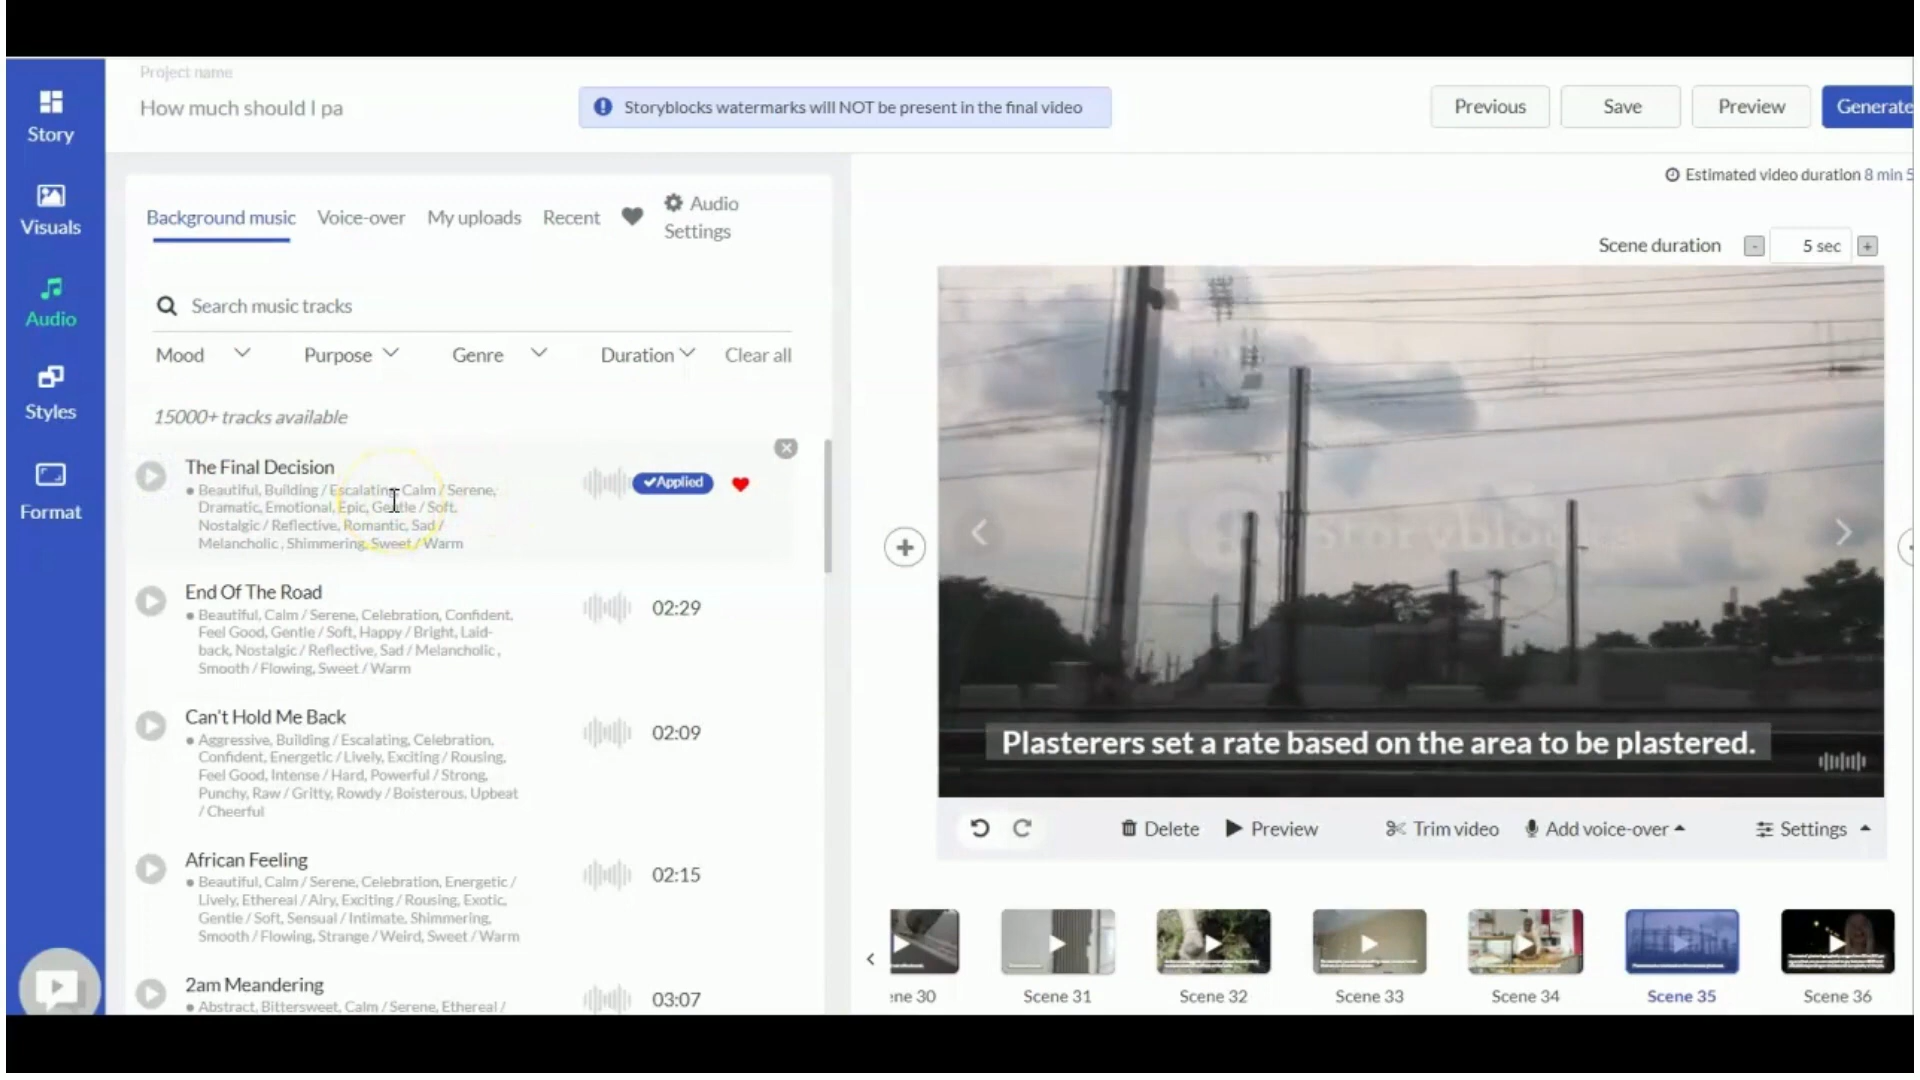 Project name
How much should I pa
Storyblocks watermarks will NOT be present in the final video
Previous
Save
Preview
Generate
Story
Visuals
Audio
Styles
Format
Estimated video duration 8 min 5
Background music
Voice-over
My uploads
Recent
Audio
Settings
Scene duration
-
5 sec
+
Search music tracks
Mood
Purpose
Genre
Duration
Clear all
15000+ tracks available
The Final Decision
Beautiful, Building / Escalating, Calm / Serene,
Dramatic, Emotional, Epic, Gentle / Soft,
Nostalgic / Reflective, Romantic, Sad /
Melancholic , Shimmering, Sweet / Warm
Applied
End Of The Road
Beautiful, Calm / Serene, Celebration, Confident,
Feel Good, Gentle / Soft, Happy / Bright, Laid-
back, Nostalgic / Reflective, Sad / Melancholic ,
Smooth / Flowing, Sweet / Warm
02:29
Can't Hold Me Back
Aggressive, Building / Escalating, Celebration,
Confident, Energetic / Lively, Exciting / Rousing,
Feel Good, Intense / Hard, Powerful / Strong,
Punchy, Raw / Gritty, Rowdy / Boisterous, Upbeat
/ Cheerful
02:09
African Feeling
Beautiful, Calm / Serene, Celebration, Energetic /
Lively, Ethereal / Airy, Exciting / Rousing, Exotic,
Gentle / Soft, Sensual / Intimate, Shimmering,
Smooth / Flowing, Strange / Weird, Sweet / Warm
02:15
2am Meandering
Abstract, Bittersweet, Calm / Serene, Ethereal /
03:07
Storyblocks
Plasterers set a rate based on the area to be plastered.
Delete
Preview
Trim video
Add voice-over
Settings
ene 30
Scene 31
Scene 32
Scene 33
Scene 34
Scene 35
Scene 36